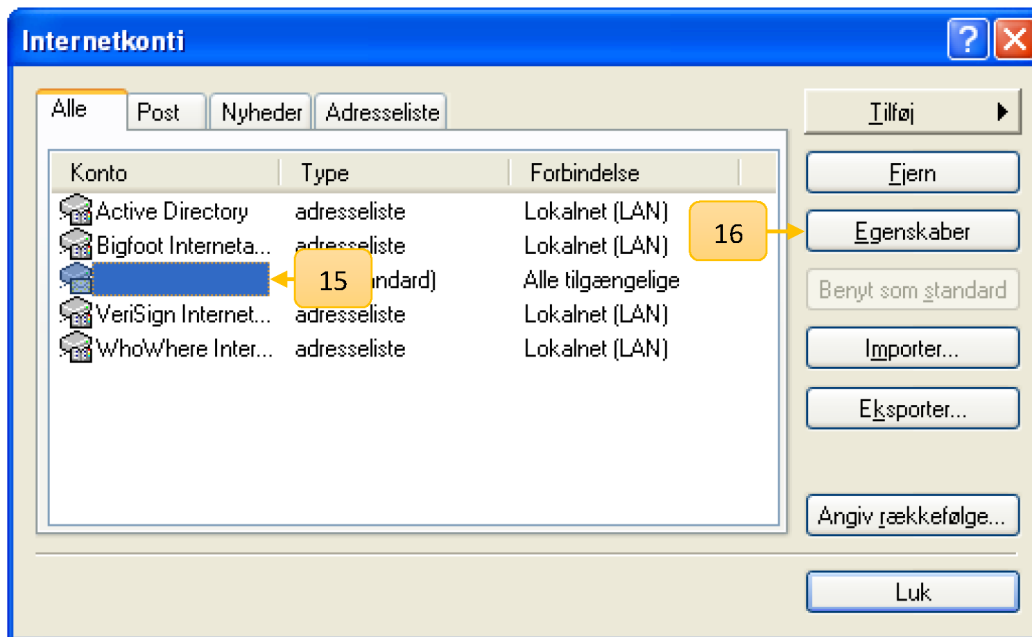 Internetkonti
Alle Post Nyheder Adresseliste
Tilføj
Konto Type Forbindelse
Fjern
Active Directory adresseliste Lokalnet (LAN)
Bigfoot Interneta... adresseliste Lokalnet (LAN)
16
Egenskaber
15
Alle tilgængelige
Benyt som standard
VeriSign Internet... adresseliste Lokalnet (LAN)
WhoWhere Inter... adresseliste Lokalnet (LAN)
Importer...
Eksporter...
Angiv rækkefølge...
Luk